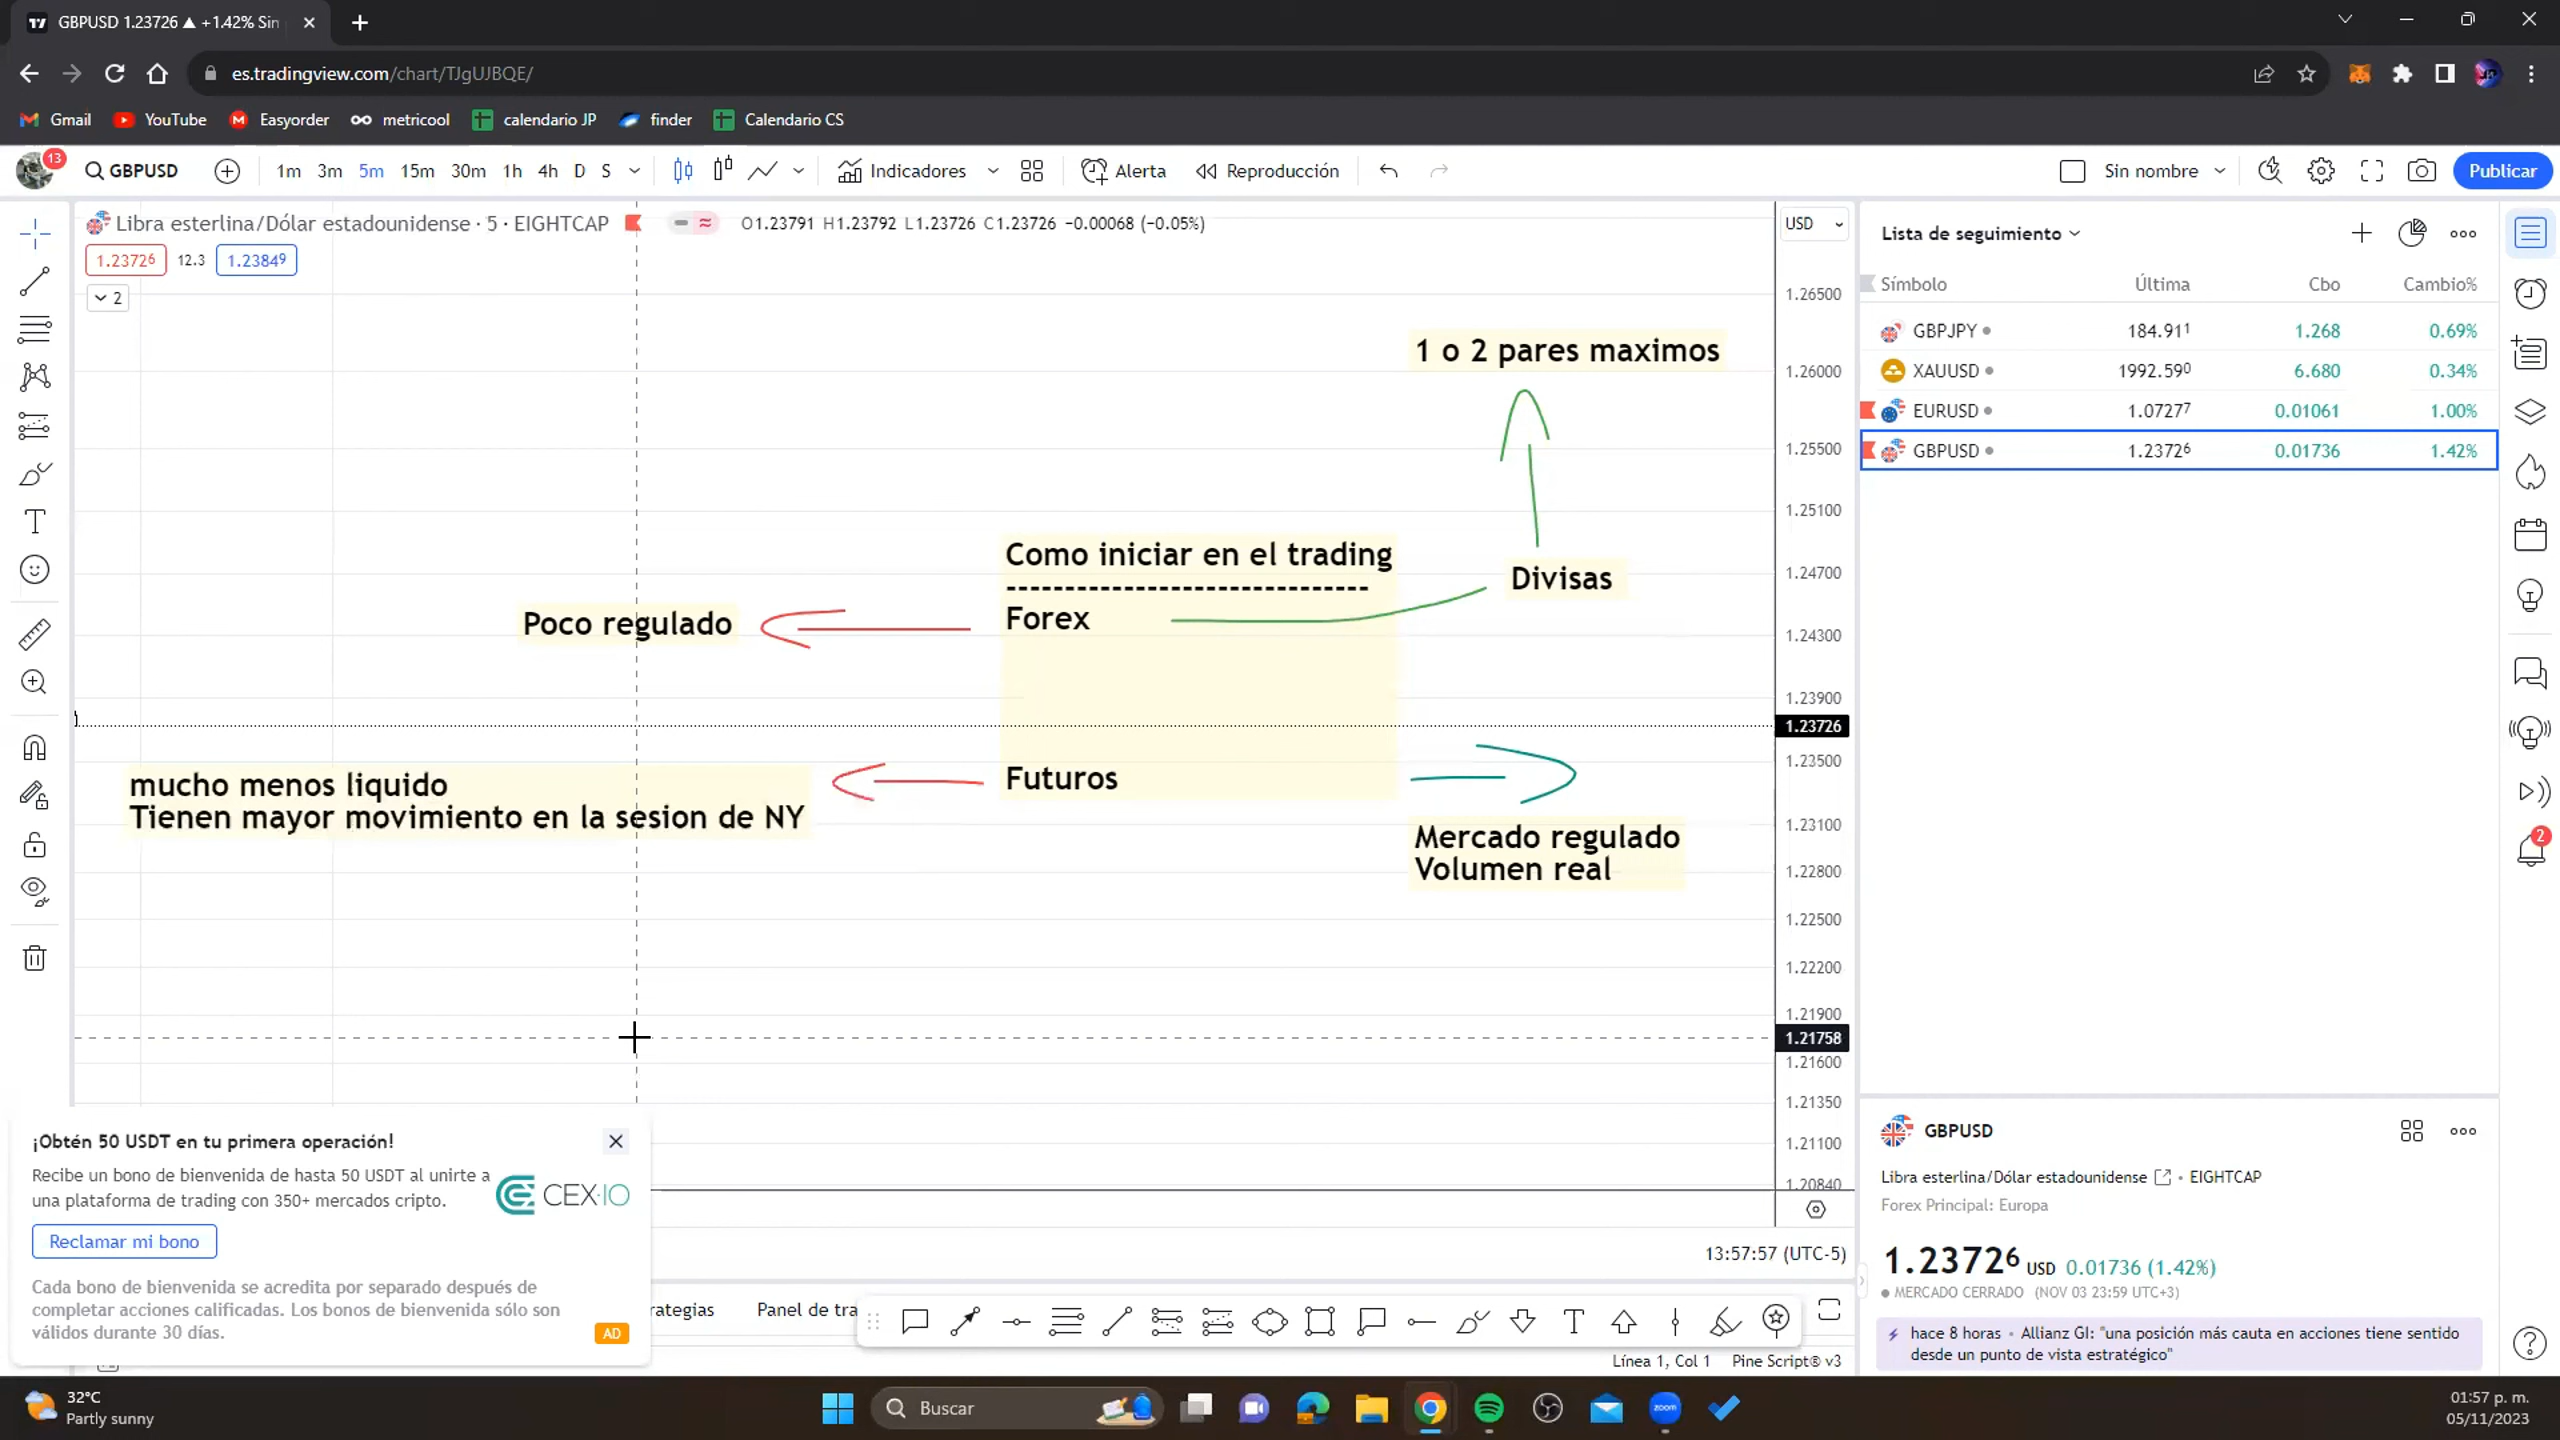 GBPUSD 1.23726 ▲ +1.42% Sin
es.tradingview.com/chart/TJgUJBQE/
Gmail
YouTube
Easyorder
metricool
calendario JP
finder
Calendario CS
13
GBPUSD
1m 3m 5m 15m 30m 1h 4h D S
Indicadores
Alerta
Reproducción
Sin nombre
Publicar
Libra esterlina/Dólar estadounidense · 5 · EIGHTCAP
O1.23791 H1.23792 L1.23726 C1.23726 −0.00068 (−0.05%)
USD
1.23726 12.3 1.23849
2
1.26500
1.26000
1.25500
1.25100
1.24700
1.24300
1.23900
1.23726
1.23500
1.23100
1.22800
1.22500
1.22200
1.21900
1.21758
1.21600
1.21350
1.21100
1.20840
1 o 2 pares maximos
Como iniciar en el trading
-------------------------------
Forex
Divisas
Poco regulado
Futuros
mucho menos liquido
Tienen mayor movimiento en la sesion de NY
Mercado regulado
Volumen real
Lista de seguimiento
Símbolo Última Cbo Cambio%
GBPJPY 184.911 1.268 0.69%
XAUUSD 1992.590 6.680 0.34%
EURUSD 1.07277 0.01061 1.00%
GBPUSD 1.23726 0.01736 1.42%
2
¡Obtén 50 USDT en tu primera operación!
Recibe un bono de bienvenida de hasta 50 USDT al unirte a
una plataforma de trading con 350+ mercados cripto.
CEX·IO
Reclamar mi bono
Cada bono de bienvenida se acredita por separado después de
completar acciones calificadas. Los bonos de bienvenida sólo son
válidos durante 30 días.
AD
13:57:57 (UTC-5)
rategias
Panel de tra
Línea 1, Col 1 Pine Script® v3
GBPUSD
Libra esterlina/Dólar estadounidense • EIGHTCAP
Forex Principal: Europa
1.23726 USD 0.01736 (1.42%)
MERCADO CERRADO (NOV 03 23:59 UTC+3)
hace 8 horas • Allianz GI: "una posición más cauta en acciones tiene sentido
desde un punto de vista estratégico"
32°C
Partly sunny
Buscar
zoom
01:57 p. m.
05/11/2023